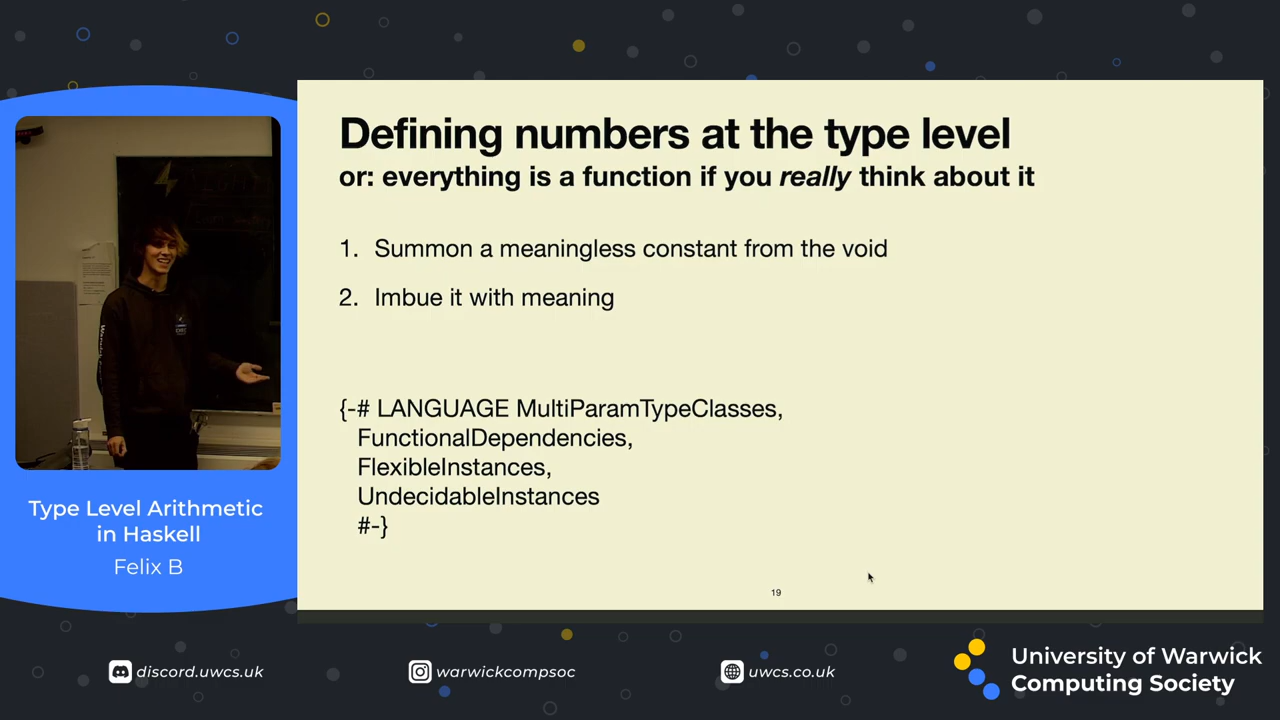 Defining numbers at the type level
or: everything is a function if you really think about it
1. Summon a meaningless constant from the void
2. Imbue it with meaning
{-# LANGUAGE MultiParamTypeClasses,
FunctionalDependencies,
FlexibleInstances,
UndecidableInstances
#-}
19
Type Level Arithmetic
in Haskell
Felix B
discord.uwcs.uk
warwickcompsoc
uwcs.co.uk
University of Warwick
Computing Society